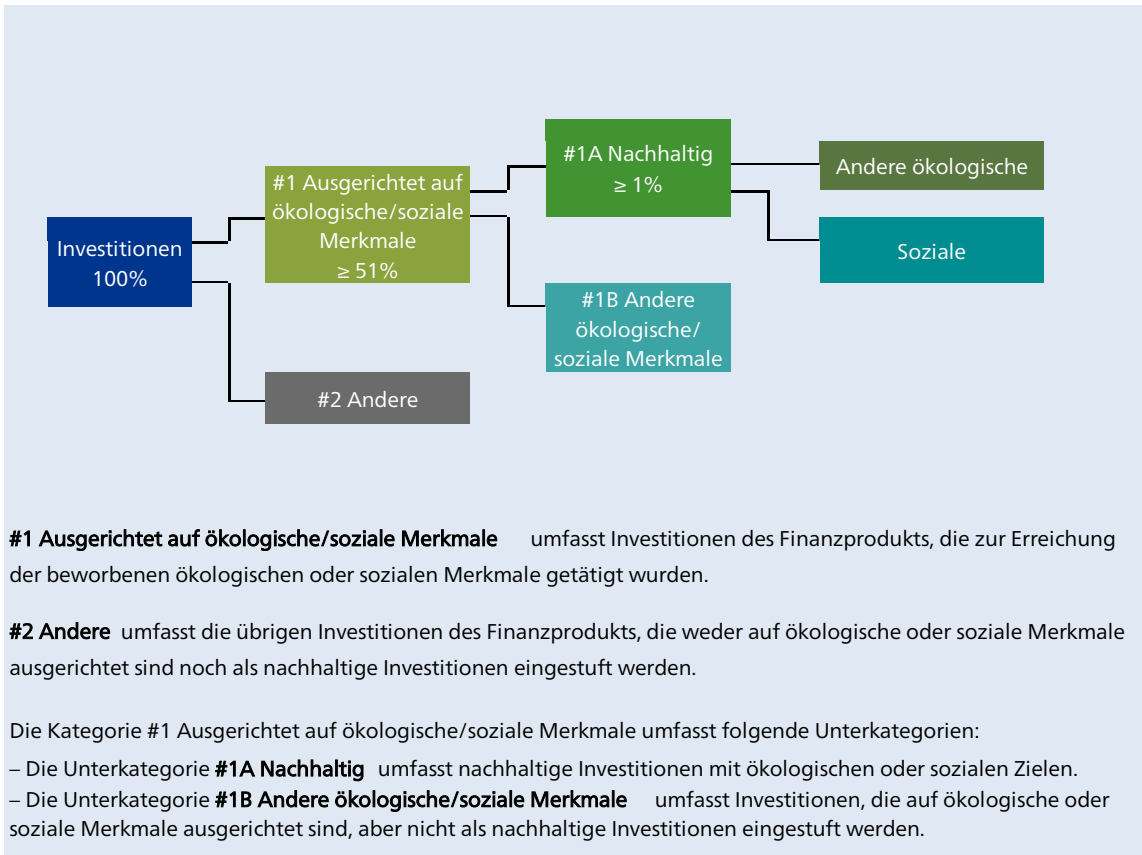 Investitionen
100%
#1 Ausgerichtet auf
ökologische/soziale
Merkmale
≥ 51%
#2 Andere
#1A Nachhaltig
≥ 1%
#1B Andere
ökologische/
soziale Merkmale
Andere ökologische
Soziale
#1 Ausgerichtet auf ökologische/soziale Merkmale umfasst Investitionen des Finanzprodukts, die zur Erreichung
der beworbenen ökologischen oder sozialen Merkmale getätigt wurden.
#2 Andere umfasst die übrigen Investitionen des Finanzprodukts, die weder auf ökologische oder soziale Merkmale
ausgerichtet sind noch als nachhaltige Investitionen eingestuft werden.
Die Kategorie #1 Ausgerichtet auf ökologische/soziale Merkmale umfasst folgende Unterkategorien:
– Die Unterkategorie #1A Nachhaltig umfasst nachhaltige Investitionen mit ökologischen oder sozialen Zielen.
– Die Unterkategorie #1B Andere ökologische/soziale Merkmale umfasst Investitionen, die auf ökologische oder
soziale Merkmale ausgerichtet sind, aber nicht als nachhaltige Investitionen eingestuft werden.